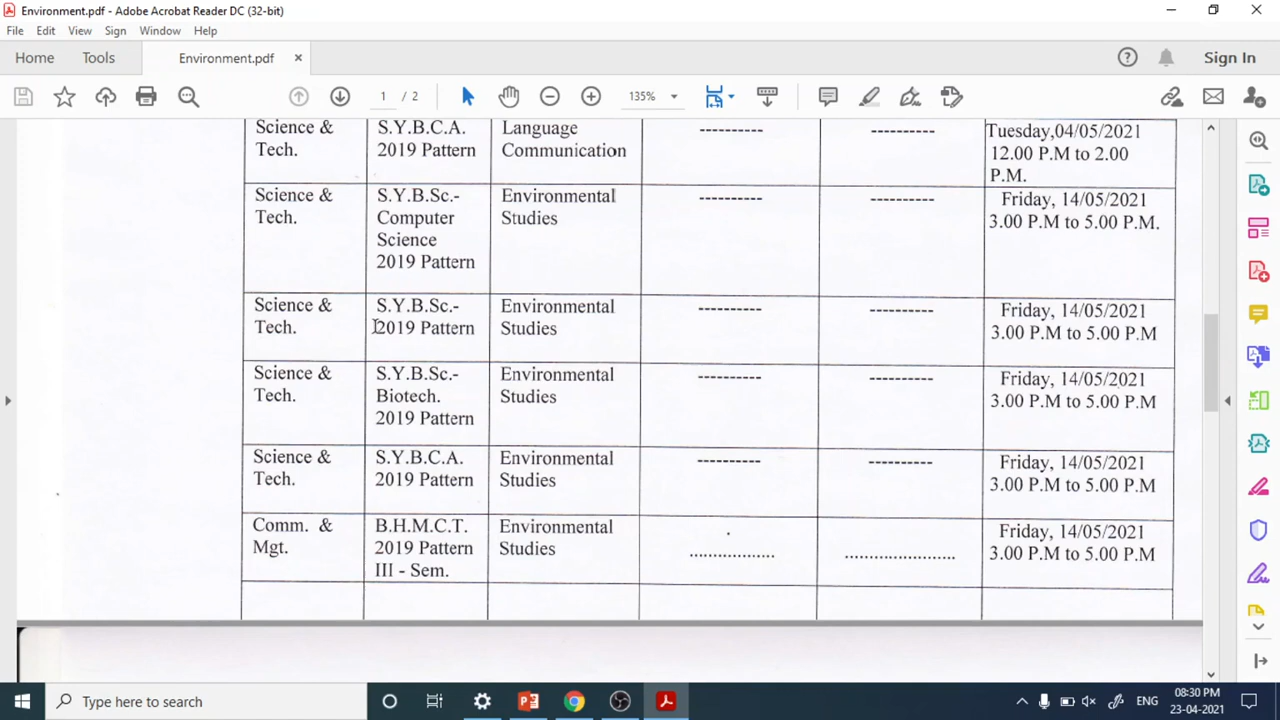 Environment.pdf - Adobe Acrobat Reader DC (32-bit)
File Edit View Sign Window Help
Home Tools Environment.pdf Sign In
1 / 2 135%
Science & Tech.
S.Y.B.C.A. 2019 Pattern
Language Communication
----------
----------
Tuesday,04/05/2021
12.00 P.M to 2.00
P.M.
Science &
Tech.
S.Y.B.Sc.-
Computer
Science
2019 Pattern
Environmental
Studies
----------
----------
Friday, 14/05/2021
3.00 P.M to 5.00 P.M.
Science &
Tech.
S.Y.B.Sc.-
2019 Pattern
Environmental
Studies
----------
----------
Friday, 14/05/2021
3.00 P.M to 5.00 P.M
Science &
Tech.
S.Y.B.Sc.-
Biotech.
2019 Pattern
Environmental
Studies
----------
----------
Friday, 14/05/2021
3.00 P.M to 5.00 P.M
Science &
Tech.
S.Y.B.C.A.
2019 Pattern
Environmental
Studies
----------
----------
Friday, 14/05/2021
3.00 P.M to 5.00 P.M
Comm. &
Mgt.
B.H.M.C.T.
2019 Pattern
III - Sem.
Environmental
Studies
....................
.........................
Friday, 14/05/2021
3.00 P.M to 5.00 P.M
Type here to search
ENG
08:30 PM
23-04-2021